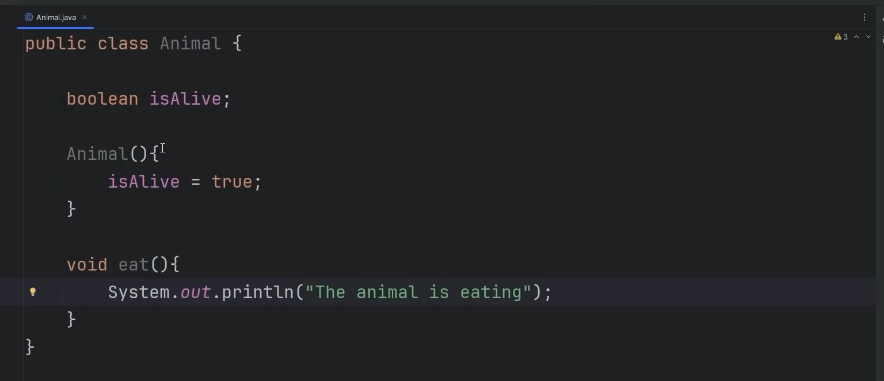 Animal.java
3
public class Animal {
boolean isAlive;
Animal(){
isAlive = true;
}
void eat(){
System.out.println("The animal is eating");
}
}